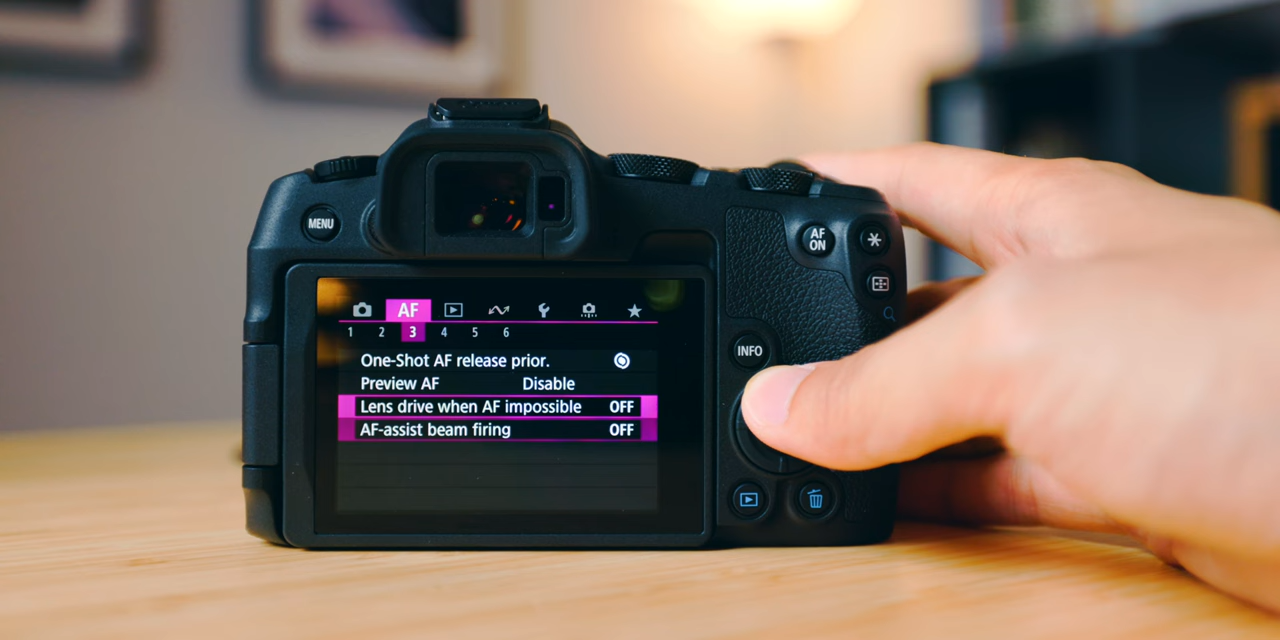 MENU
AF
ON
INFO
AF
1 2 3 4 5 6
One-Shot AF release prior.
Preview AF Disable
Lens drive when AF impossible OFF
AF-assist beam firing OFF